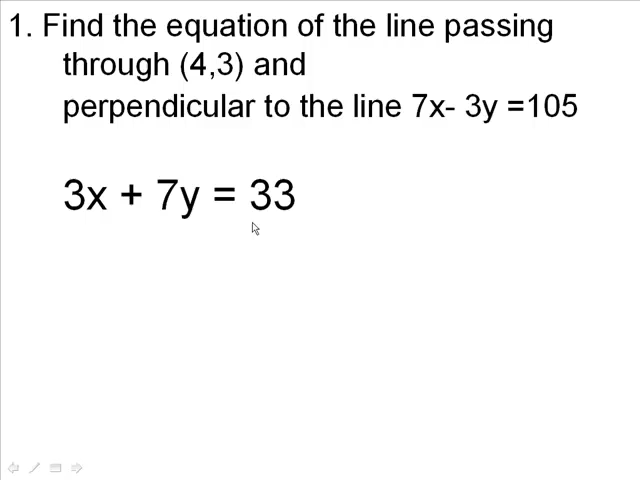 1. Find the equation of the line passing
through (4,3) and
perpendicular to the line 7x- 3y =105
3x + 7y = 33